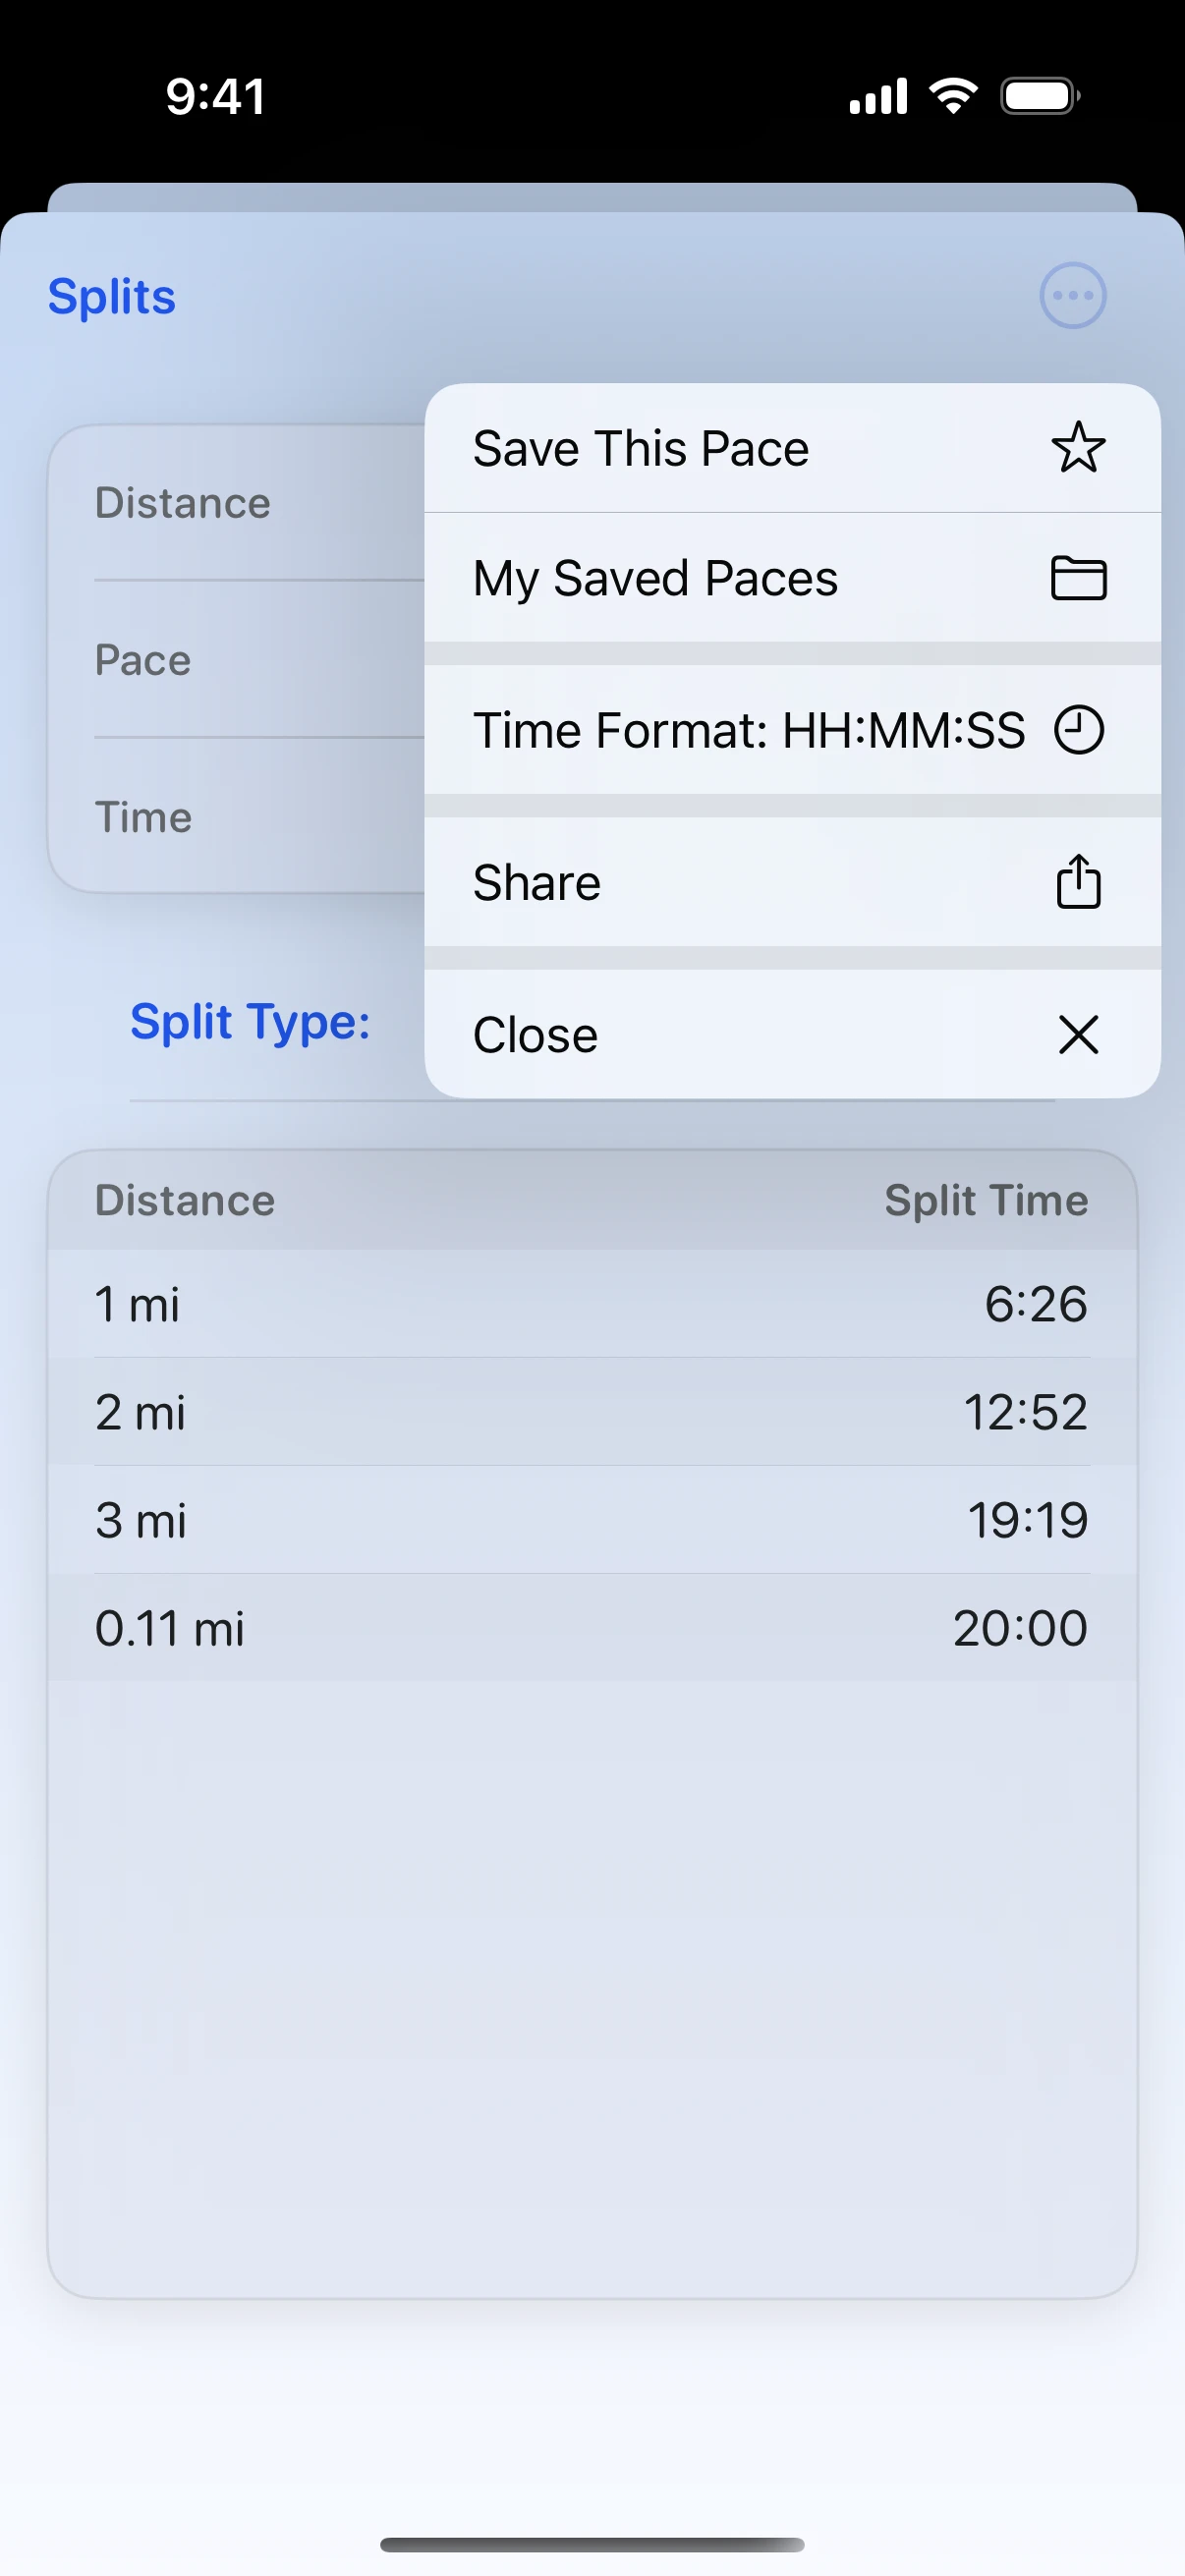 9:41
Splits
Save This Pace
My Saved Paces
Time Format: HH:MM:SS
Share
Close
Distance
Pace
Time
Split Type:
Distance Split Time
1 mi 6:26
2 mi 12:52
3 mi 19:19
0.11 mi 20:00